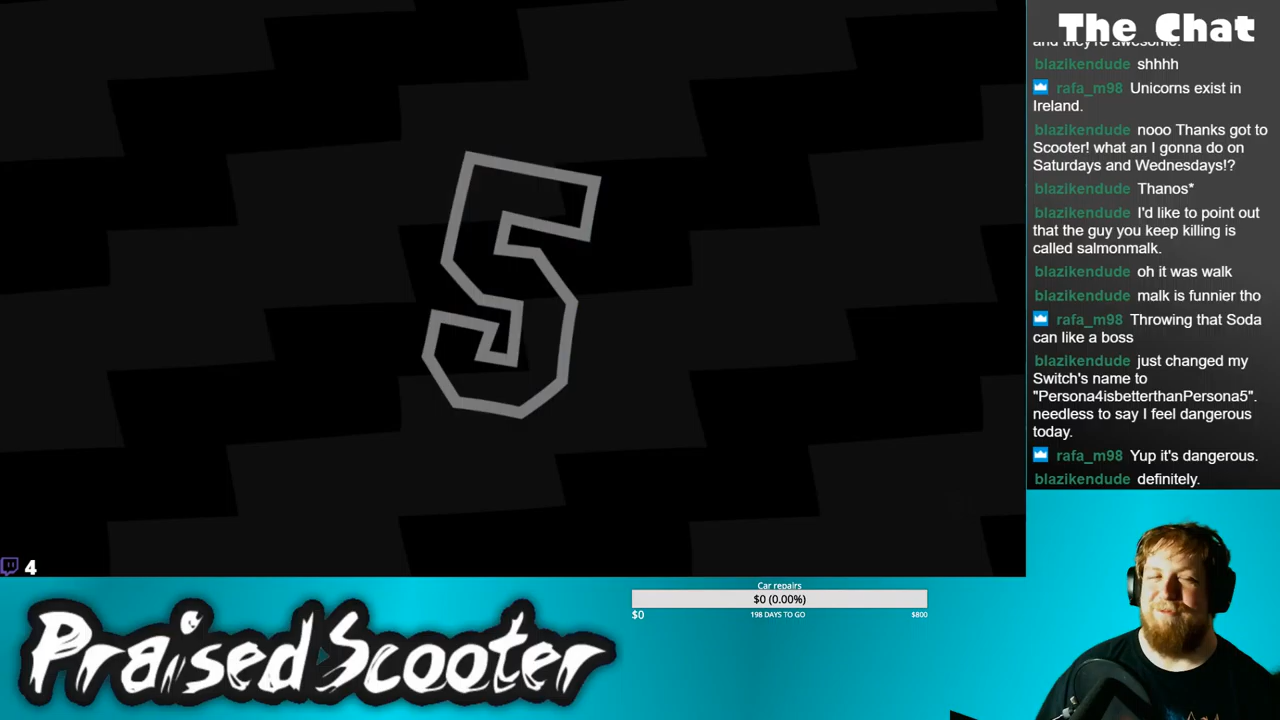 5
The Chat
and they're awesome.
blazikendude shhhh
rafa_m98 Unicorns exist in
Ireland.
blazikendude nooo Thanks got to
Scooter! what an I gonna do on
Saturdays and Wednesdays!?
blazikendude Thanos*
blazikendude I'd like to point out
that the guy you keep killing is
called salmonmalk.
blazikendude oh it was walk
blazikendude malk is funnier tho
rafa_m98 Throwing that Soda
can like a boss
blazikendude just changed my
Switch's name to
"Persona4isbetterthanPersona5".
needless to say I feel dangerous
today.
rafa_m98 Yup it's dangerous.
blazikendude definitely.
4
Car repairs
$0 (0.00%)
$0 198 DAYS TO GO $800
PraisedScooter